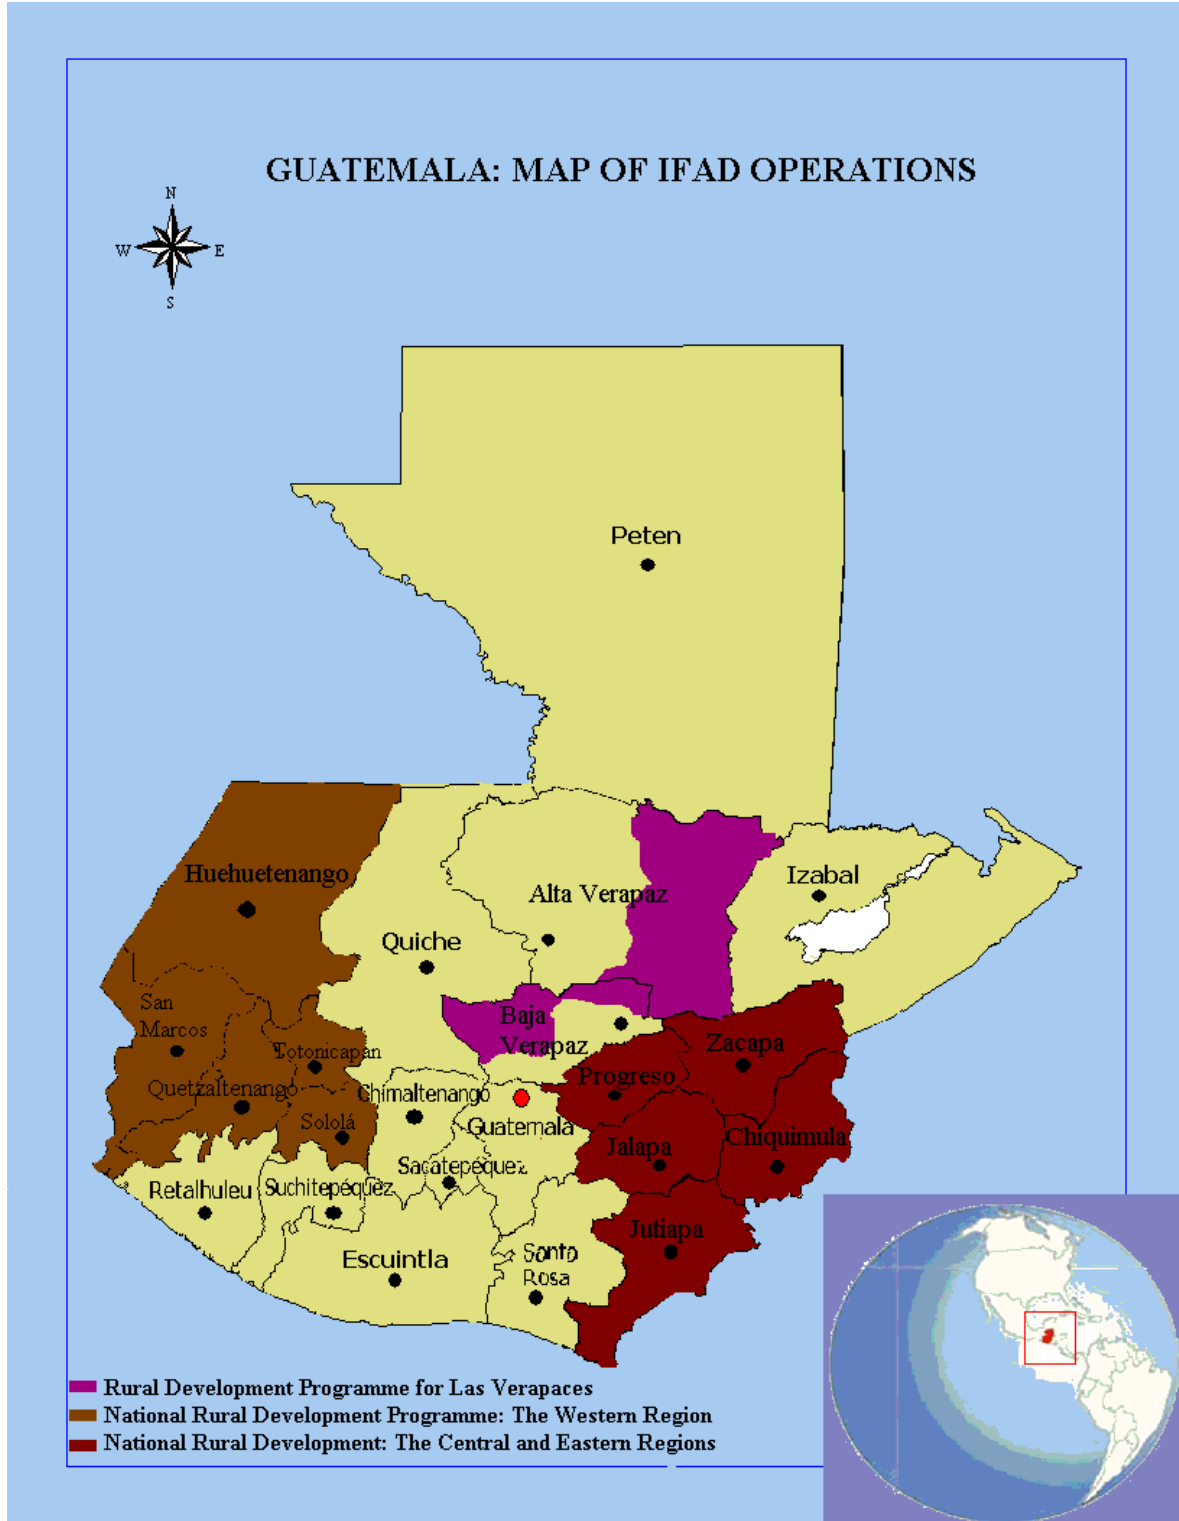 GUATEMALA: MAP OF IFAD OPERATIONS
N
W
E
S
Peten
Huehuetenango
Alta Verapaz
Izabal
Quiche
San
Marcos
Baja
Verapaz
Zacapa
Totonicapan
Quetzaltenango
Chimaltenango
Progreso
Sololá
Guatemala
Jalapa
Chiquimula
Sacatepéquez
Retalhuleu
Suchitepéquez
Jutiapa
Escuintla
Santa
Rosa
Rural Development Programme for Las Verapaces
National Rural Development Programme: The Western Region
National Rural Development: The Central and Eastern Regions